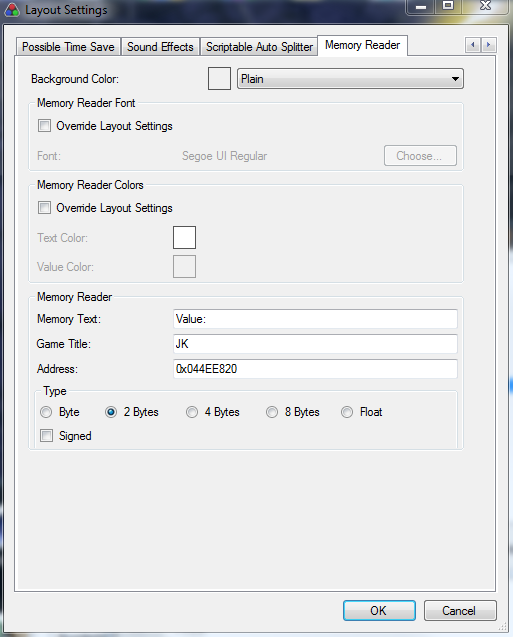 Layout Settings
Possible Time Save Sound Effects Scriptable Auto Splitter Memory Reader
Background Color: Plain
Memory Reader Font
Override Layout Settings
Font: Segoe UI Regular Choose...
Memory Reader Colors
Override Layout Settings
Text Color:
Value Color:
Memory Reader
Memory Text: Value:
Game Title: JK
Address: 0x044EE820
Type
Byte 2 Bytes 4 Bytes 8 Bytes Float
Signed
OK Cancel